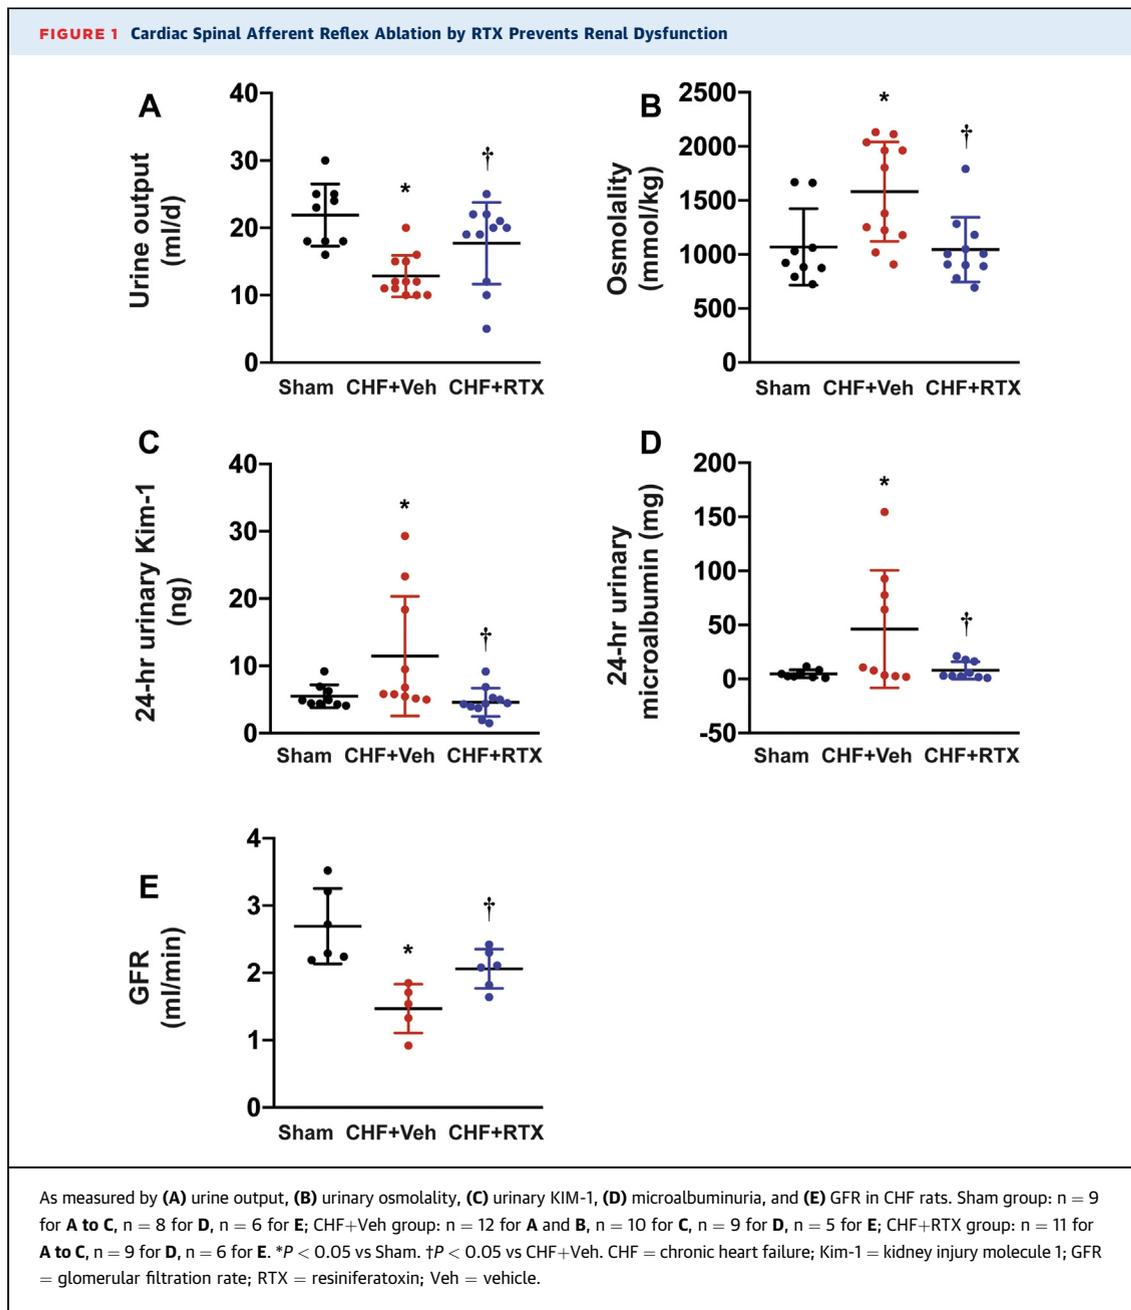 FIGURE 1 Cardiac Spinal Afferent Reflex Ablation by RTX Prevents Renal Dysfunction
A
Urine output
(ml/d)
40
30
20
10
0
*
†
Sham CHF+Veh CHF+RTX
B
Osmolality
(mmol/kg)
2500
2000
1500
1000
500
0
*
†
Sham CHF+Veh CHF+RTX
C
24-hr urinary Kim-1
(ng)
40
30
20
10
0
*
†
Sham CHF+Veh CHF+RTX
D
24-hr urinary
microalbumin (mg)
200
150
100
50
0
-50
*
†
Sham CHF+Veh CHF+RTX
E
GFR
(ml/min)
4
3
2
1
0
*
†
Sham CHF+Veh CHF+RTX
As measured by (A) urine output, (B) urinary osmolality, (C) urinary KIM-1, (D) microalbuminuria, and (E) GFR in CHF rats. Sham group: n = 9
for A to C, n = 8 for D, n = 6 for E; CHF+Veh group: n = 12 for A and B, n = 10 for C, n = 9 for D, n = 5 for E; CHF+RTX group: n = 11 for
A to C, n = 9 for D, n = 6 for E. *P < 0.05 vs Sham. †P < 0.05 vs CHF+Veh. CHF = chronic heart failure; Kim-1 = kidney injury molecule 1; GFR
= glomerular filtration rate; RTX = resiniferatoxin; Veh = vehicle.